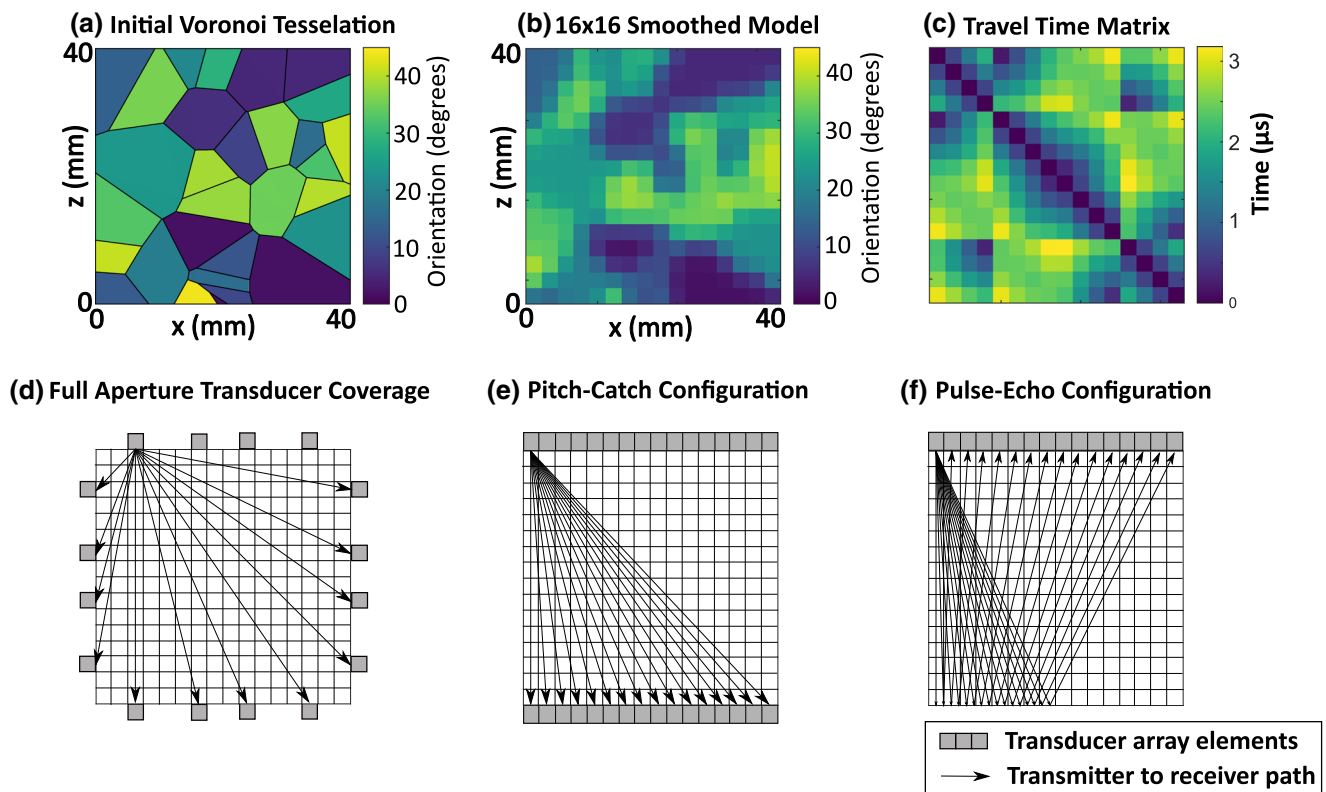 (a) Initial Voronoi Tesselation
40
z (mm)
0
0
x (mm)
40
40
30
20
10
0
Orientation (degrees)
(b) 16x16 Smoothed Model
40
z (mm)
0
0
x (mm)
40
40
30
20
10
0
Orientation (degrees)
(c) Travel Time Matrix
3
2
1
0
Time (μs)
(d) Full Aperture Transducer Coverage
(e) Pitch-Catch Configuration
(f) Pulse-Echo Configuration
Transducer array elements
Transmitter to receiver path